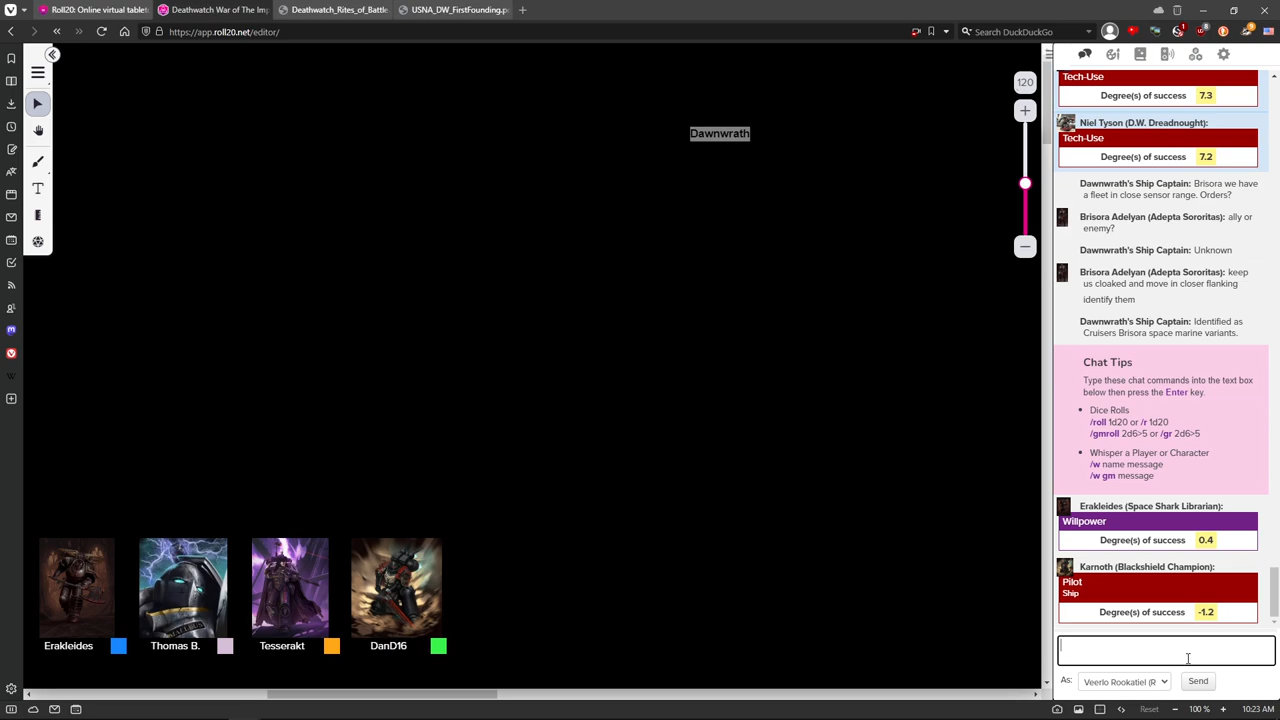 Roll20: Online virtual tablet
Deathwatch War of The Imp
Deathwatch_Rites_of_Battle
USNA_DW_FirstFounding.p
https://app.roll20.net/editor/
Search DuckDuckGo
120
Dawnwrath
Tech-Use
Degree(s) of success 7.3
Niel Tyson (D.W. Dreadnought):
Tech-Use
Degree(s) of success 7.2
Dawnwrath's Ship Captain: Brisora we have
a fleet in close sensor range. Orders?
Brisora Adelyan (Adepta Sororitas): ally or
enemy?
Dawnwrath's Ship Captain: Unknown
Brisora Adelyan (Adepta Sororitas): keep
us cloaked and move in closer flanking
identify them
Dawnwrath's Ship Captain: Identified as
Cruisers Brisora space marine variants.
Chat Tips
Type these chat commands into the text box
below then press the Enter key.
Dice Rolls
/roll 1d20 or /r 1d20
/gmroll 2d6>5 or /gr 2d6>5
Whisper a Player or Character
/w name message
/w gm message
Erakleides (Space Shark Librarian):
Willpower
Degree(s) of success 0.4
Karnoth (Blackshield Champion):
Pilot
Ship
Degree(s) of success -1.2
Erakleides
Thomas B.
Tesserakt
DanD16
As: Veerlo Rookatiel (R
Send
Reset
100 %
10:23 AM